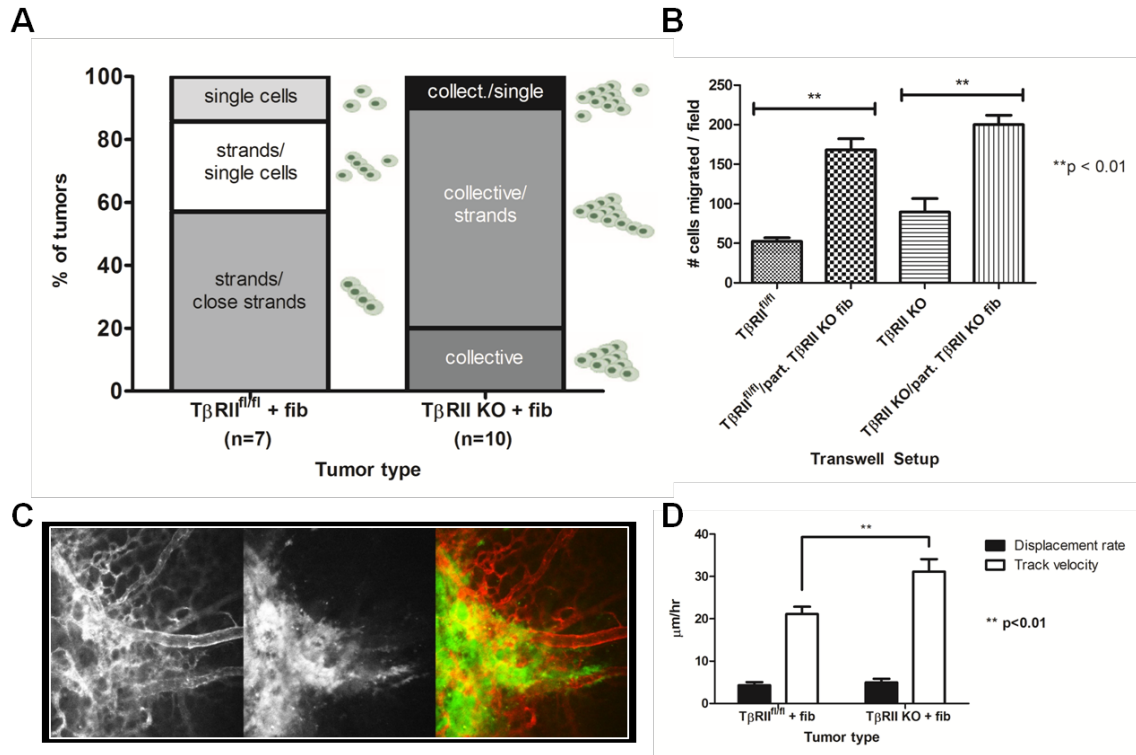 A
100
80
60
40
20
0
% of tumors
single cells
strands/
single cells
strands/
close strands
collect./single
collective/
strands
collective
TβRII^fl/fl + fib
(n=7)
TβRII KO + fib
(n=10)
Tumor type
B
250
200
150
100
50
0
# cells migrated / field
**
**
**p < 0.01
TβRII^fl/fl
TβRII^fl/fl/part. TβRII KO fib
TβRII KO
TβRII KO/part. TβRII KO fib
Transwell Setup
C
D
40
30
20
10
0
μm/hr
**
Displacement rate
Track velocity
** p<0.01
TβRII^fl/fl + fib
TβRII KO + fib
Tumor type